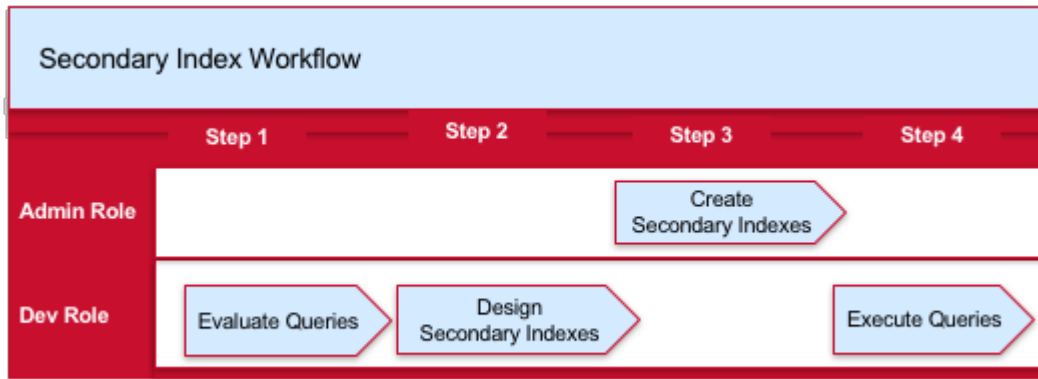 Secondary Index Workflow
Step 1
Step 2
Step 3
Step 4
Admin Role
Create
Secondary Indexes
Dev Role
Evaluate Queries
Design
Secondary Indexes
Execute Queries